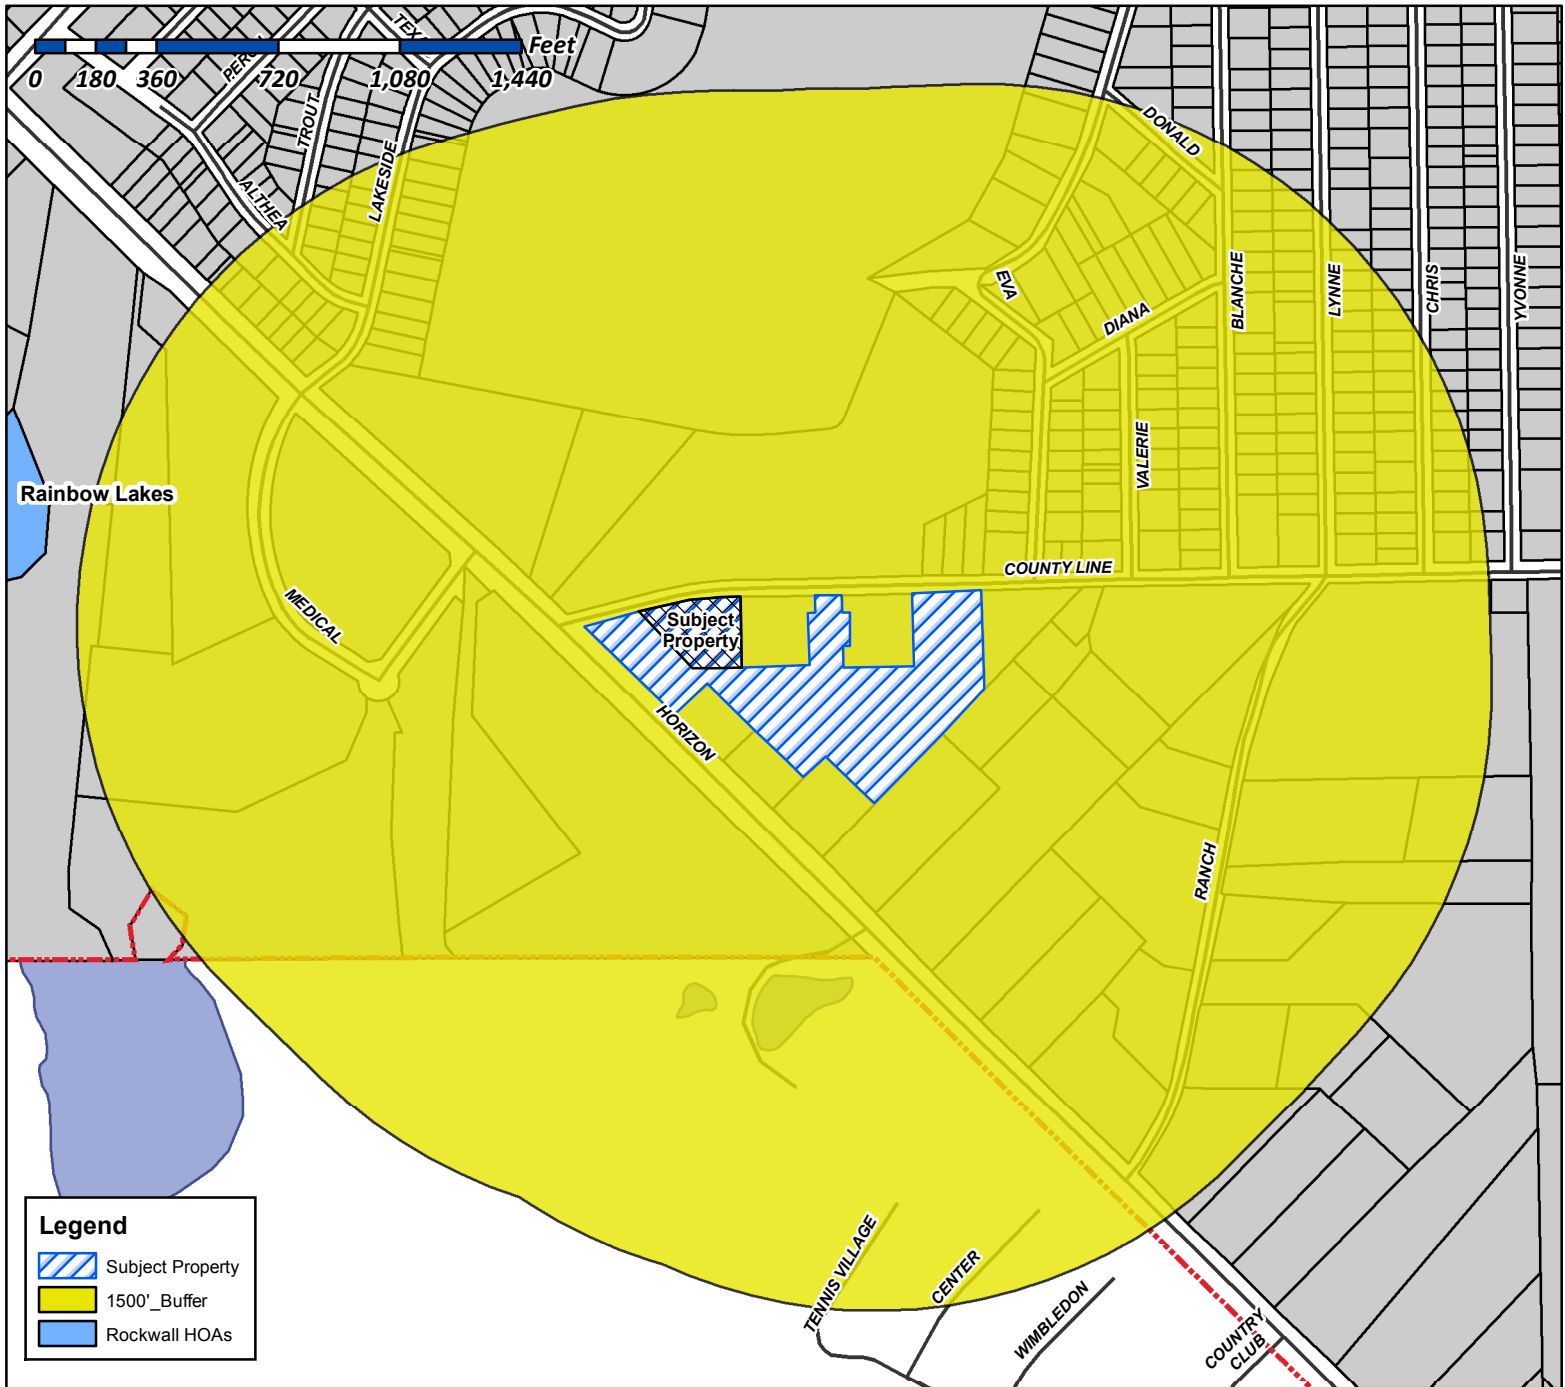 TEXAS
Feet
0 180 360 720 1,080 1,440
TROUT
LAKESIDE
ALTHEA
DONALD
EVA
DIANA
BLANCHE
LYNNE
CHRIS
YVONNE
VALERIE
Rainbow Lakes
COUNTY LINE
MEDICAL
Subject
Property
HORIZON
RANCH
TENNIS VILLAGE
CENTER
WIMBLEDON
COUNTRY
CLUB
Legend
Subject Property
1500'_Buffer
Rockwall HOAs